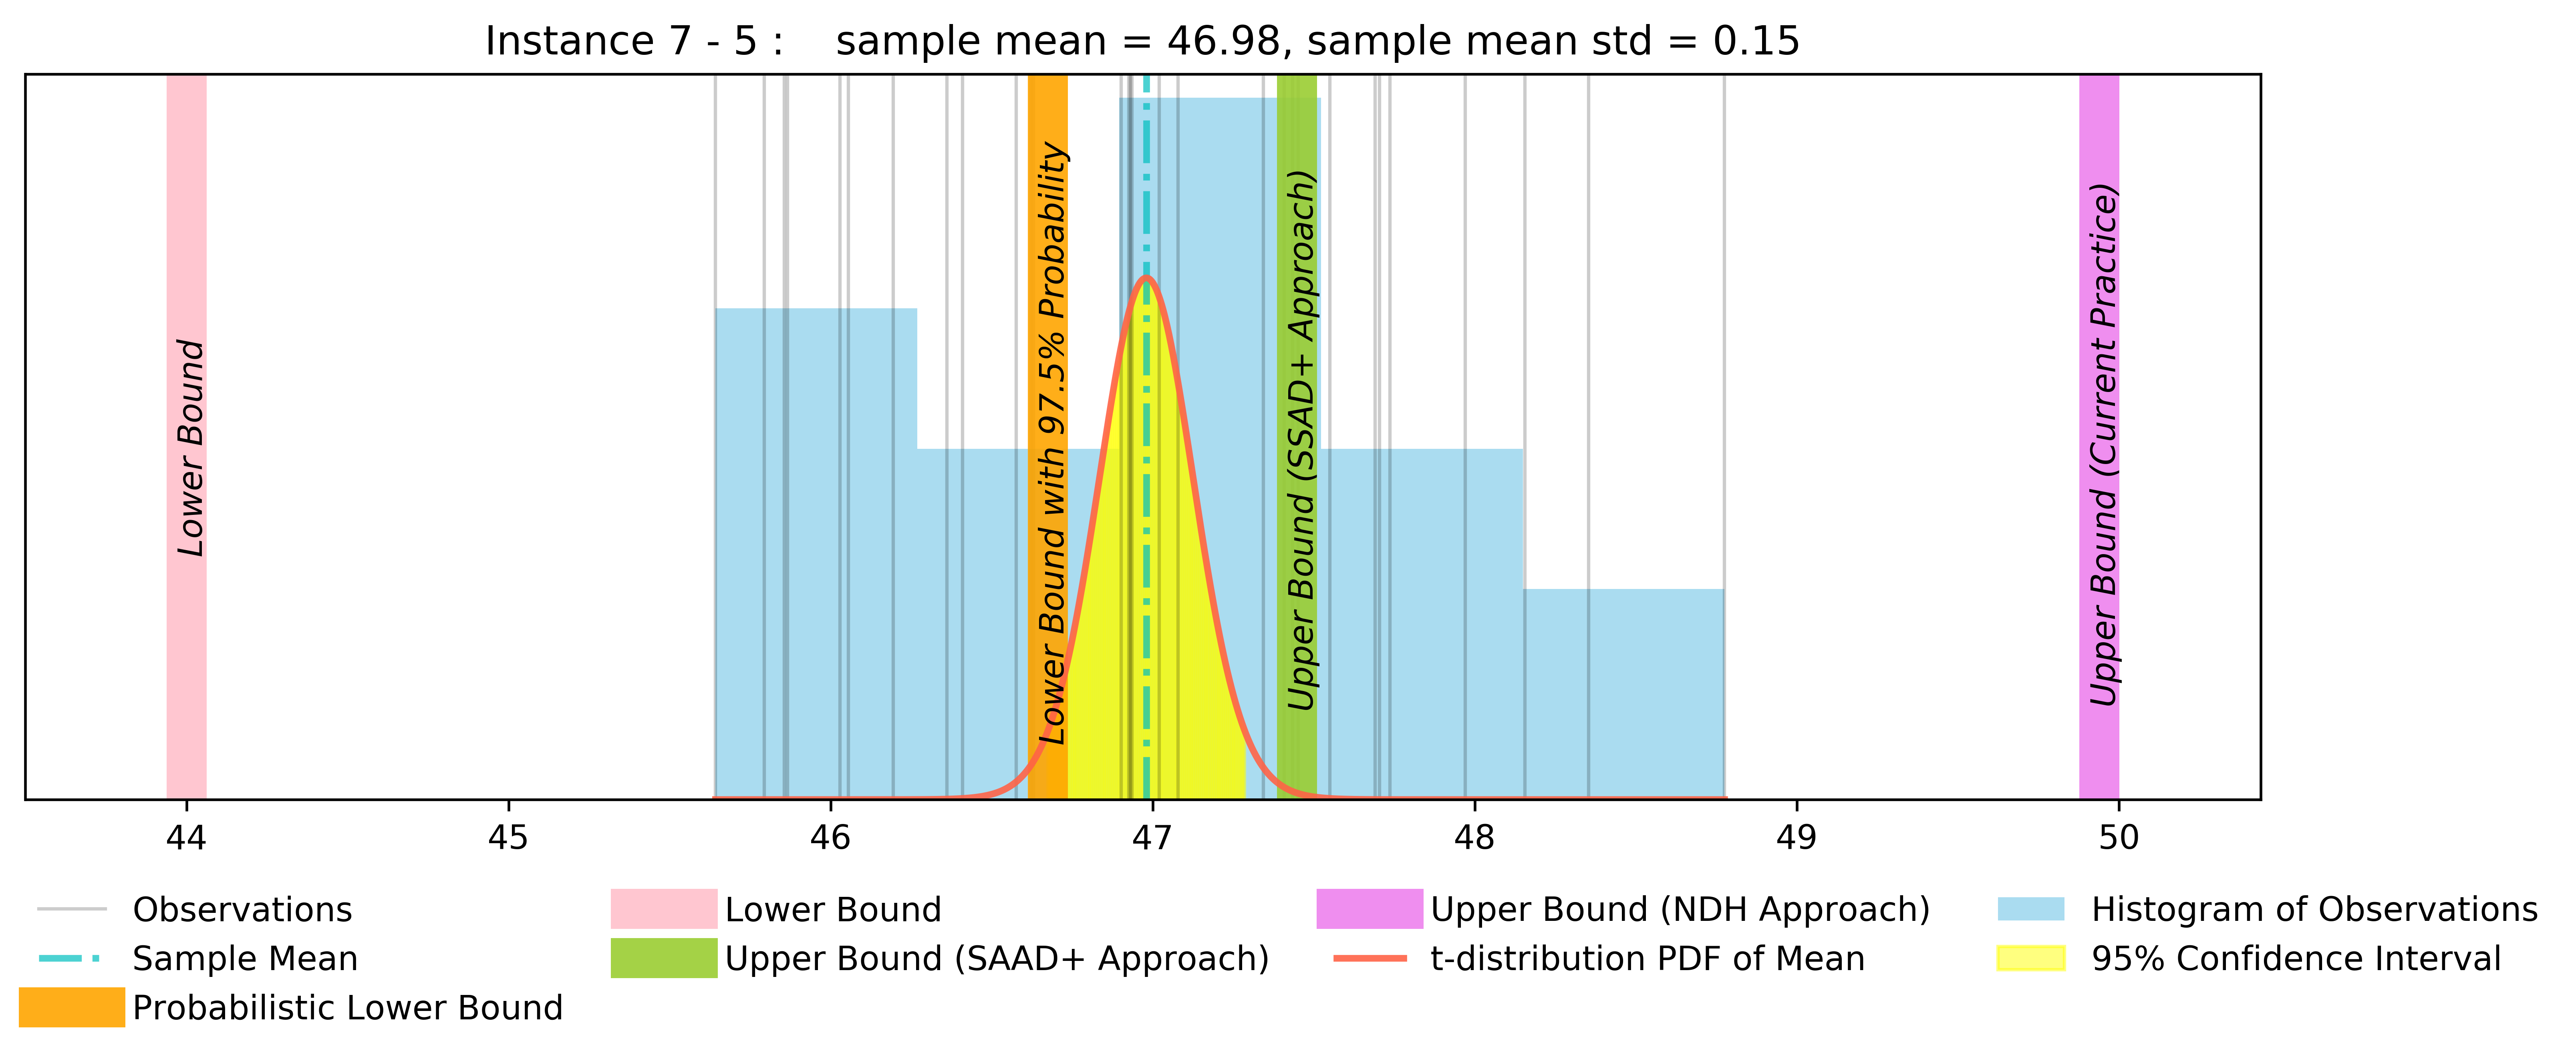 Instance 7 - 5 :    sample mean = 46.98, sample mean std = 0.15
Lower Bound
Lower Bound with 97.5% Probability
Upper Bound (SSAD+ Approach)
Upper Bound (Current Practice)
44 45 46 47 48 49 50
Observations
Sample Mean
Probabilistic Lower Bound
Lower Bound
Upper Bound (SAAD+ Approach)
Upper Bound (NDH Approach)
t-distribution PDF of Mean
Histogram of Observations
95% Confidence Interval